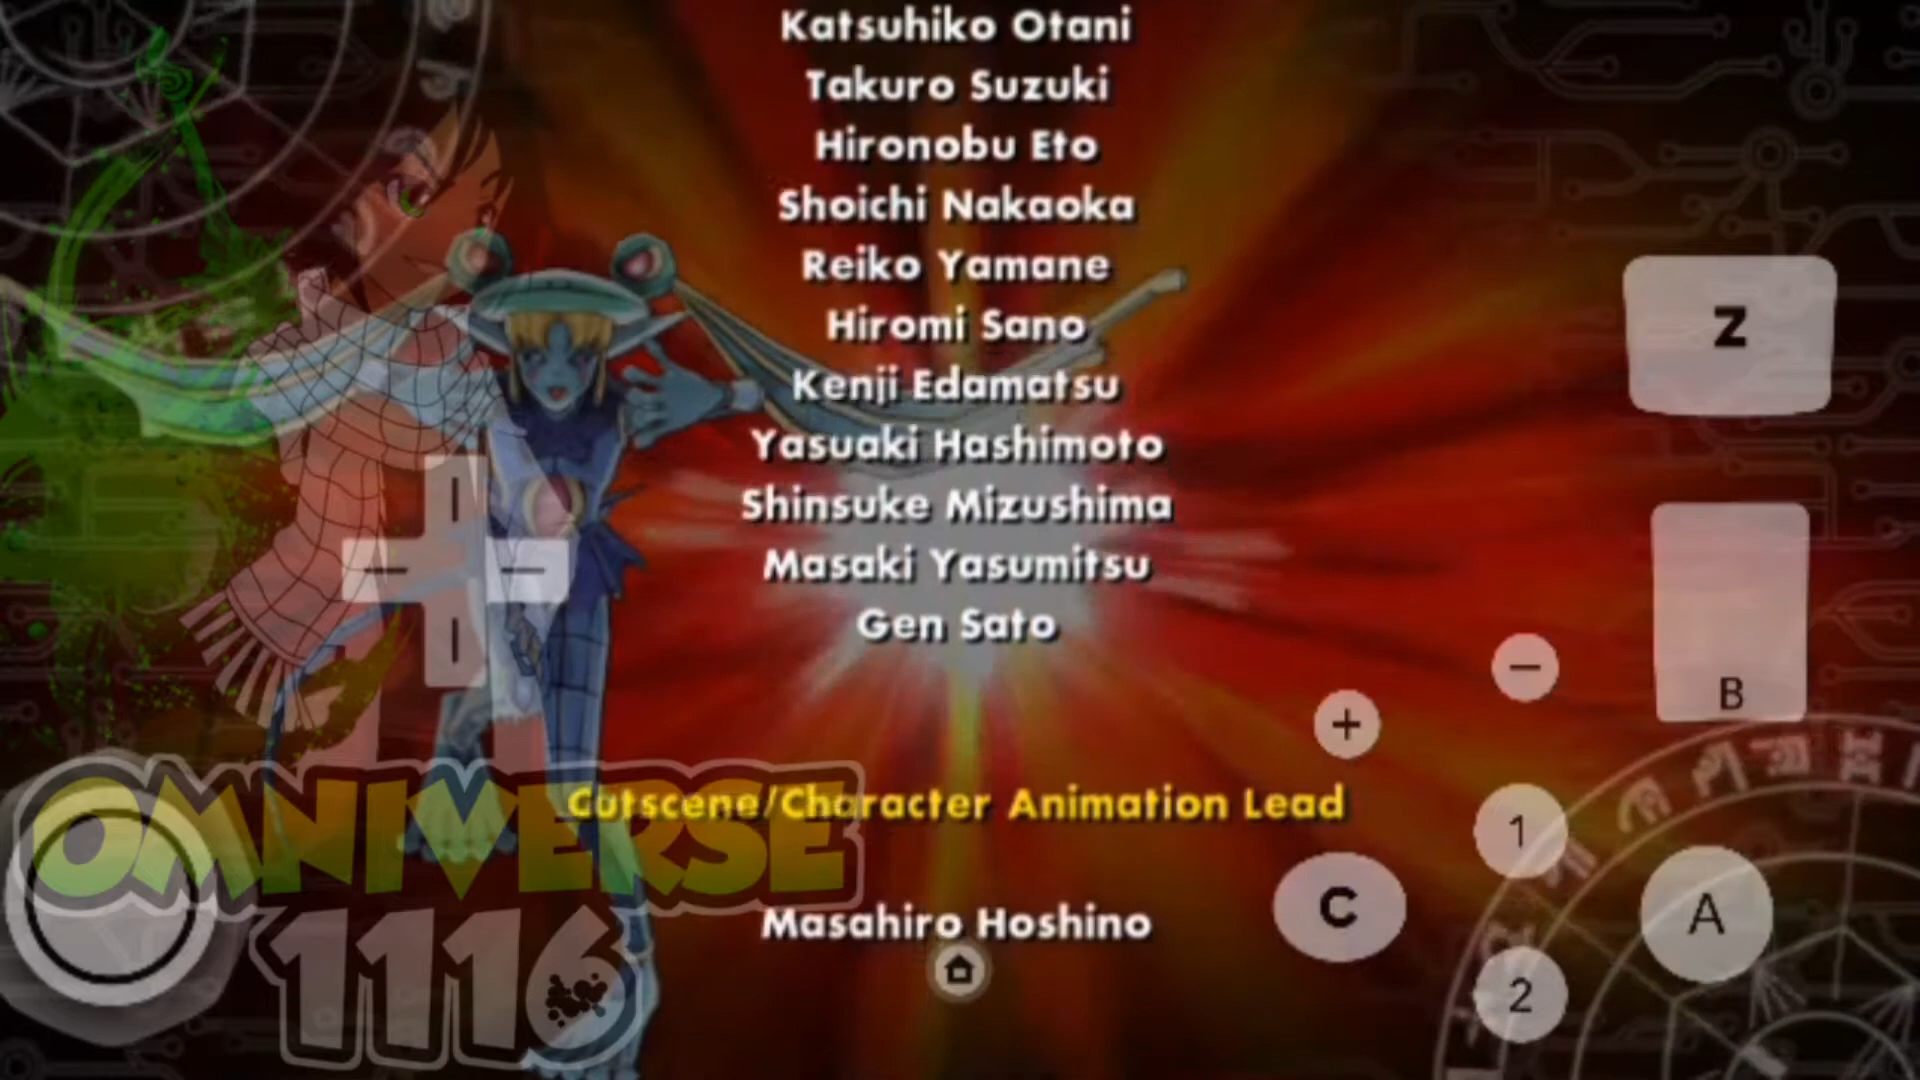 Katsuhiko Otani
Takuro Suzuki
Hironobu Eto
Shoichi Nakaoka
Reiko Yamane
Hiromi Sano
Kenji Edamatsu
Yasuaki Hashimoto
Shinsuke Mizushima
Masaki Yasumitsu
Gen Sato
Cutscene/Character Animation Lead
Masahiro Hoshino
OMNIVERSE
1116
Z
B
−
+
1
C
A
2